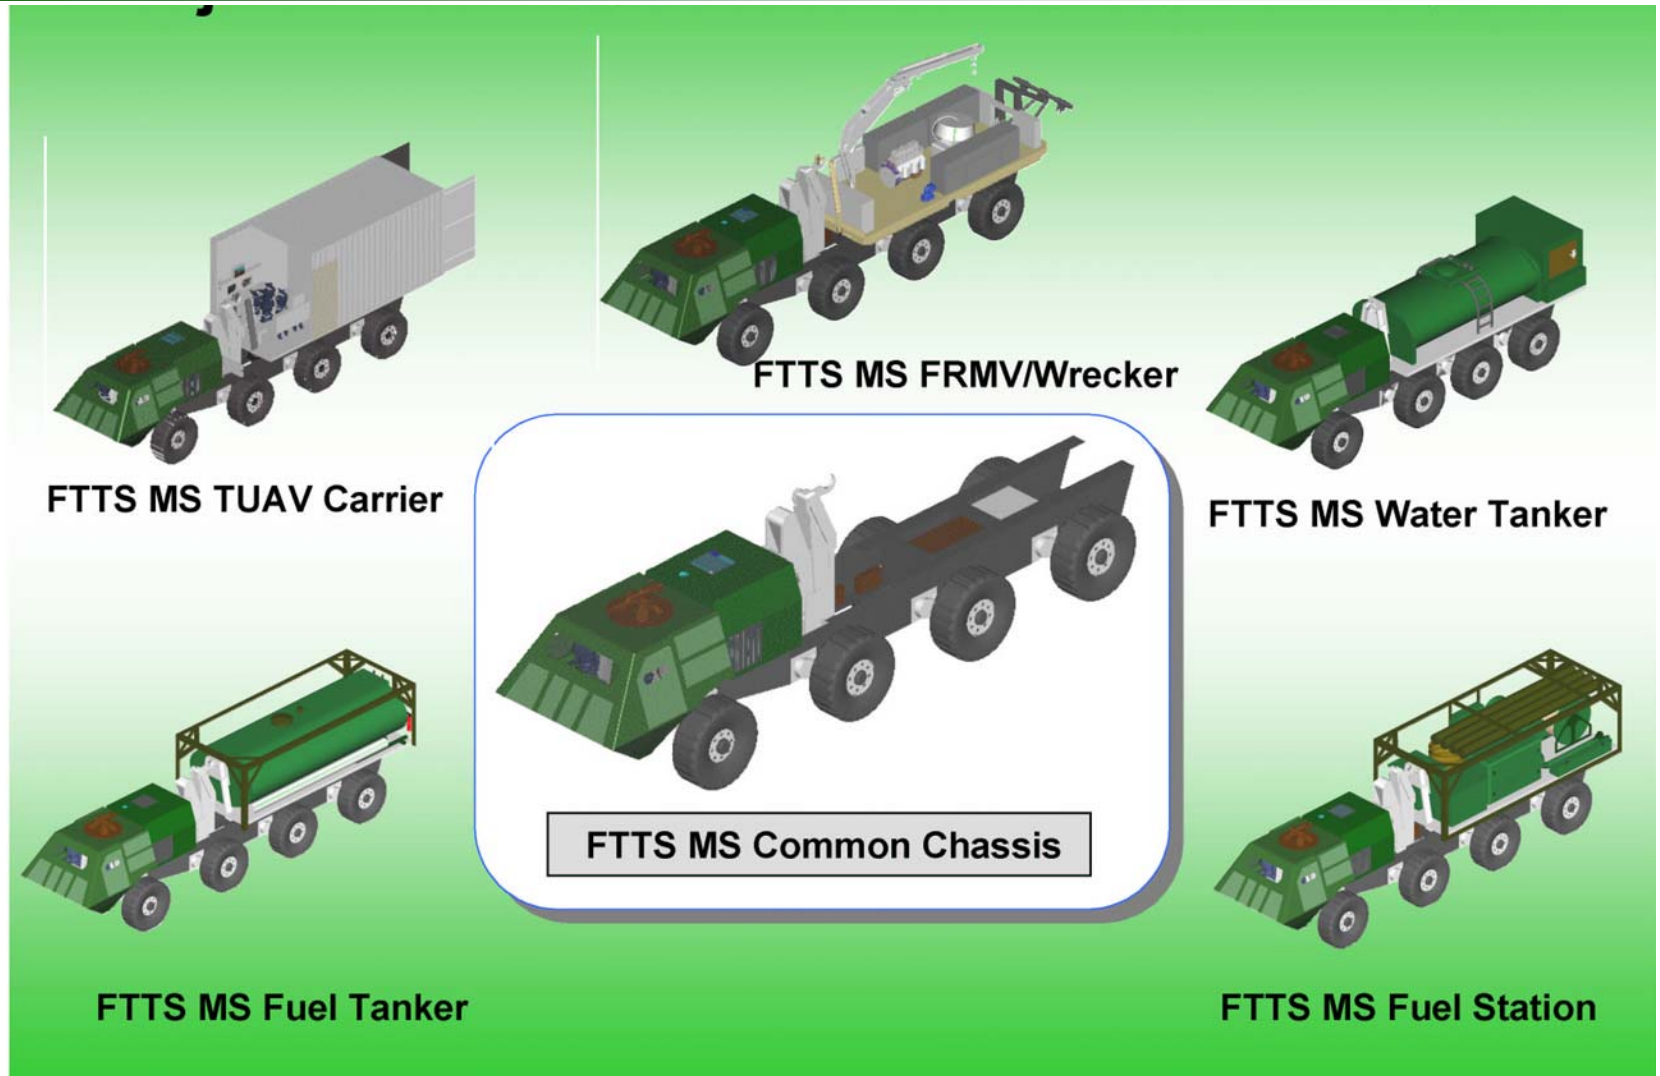 FTTS MS FRMV/Wrecker
FTTS MS TUAV Carrier
FTTS MS Water Tanker
FTTS MS Common Chassis
FTTS MS Fuel Tanker
FTTS MS Fuel Station